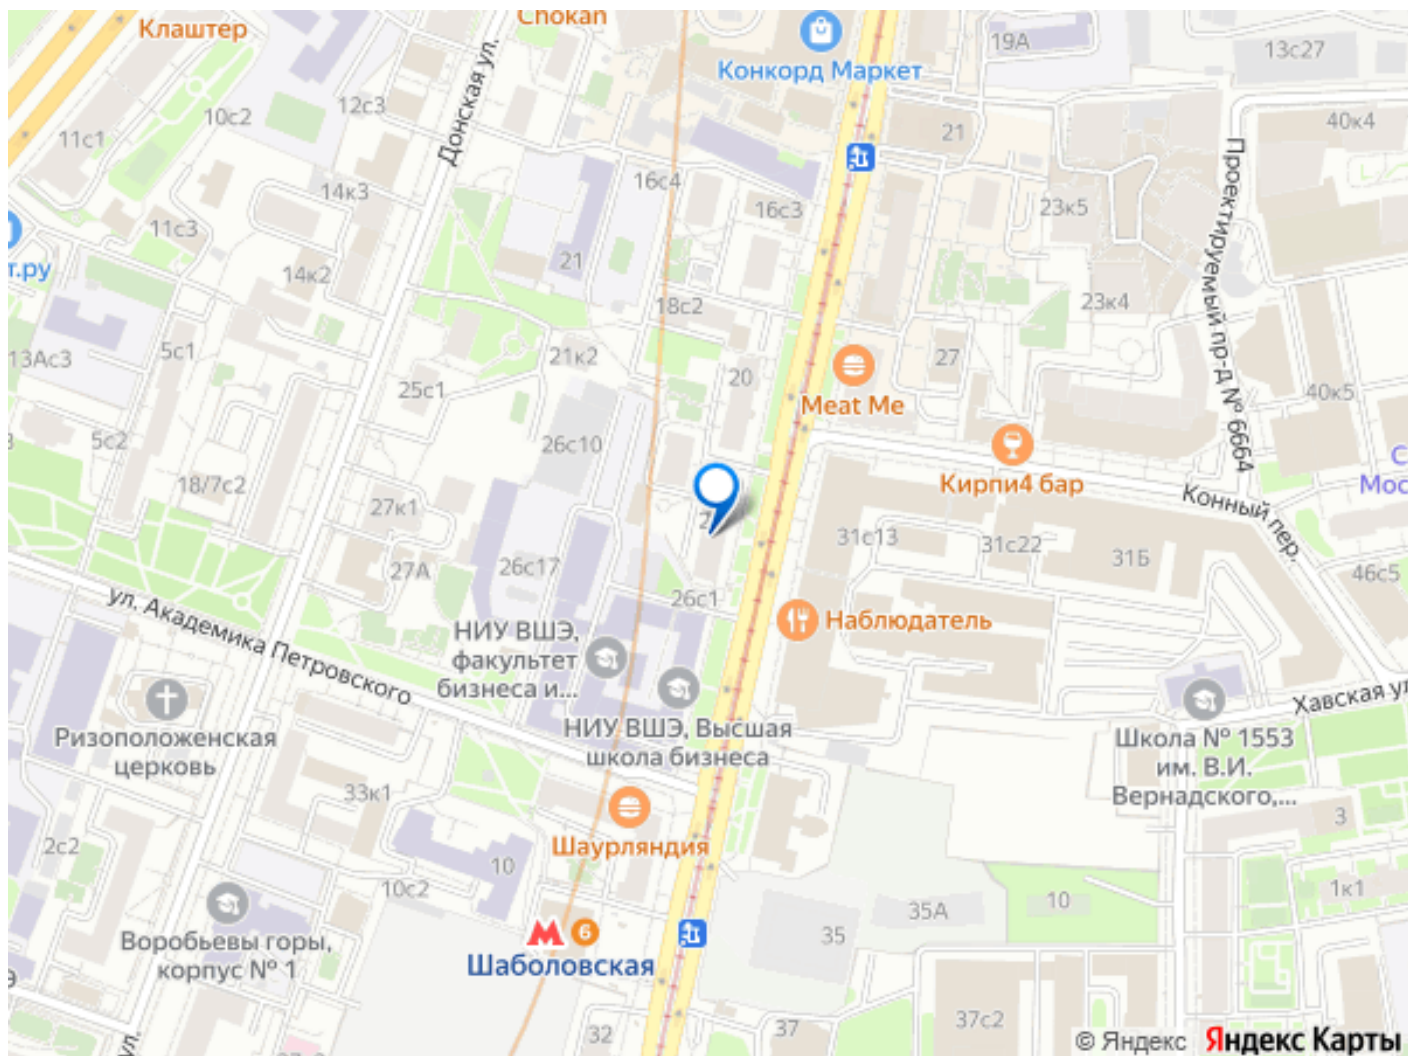 Клаштер
Chokan
Конкорд Маркет
19А
13с27
12с3
10с2
11с1
Донская ул.
21
40к4
Проектируемый пр-д № 6664
14к3
16с4
16с3
23к5
11с3
т.ру
14к2
21
18с2
23к4
13Ас3
5с1
21к2
25с1
20
27
Meat Me
40к5
5с2
26с10
18/7с2
Кирпи4 бар
Конный пер.
27к1
31с13
31с22
31Б
46с5
27А
26с17
26с1
ул. Академика Петровского
Наблюдатель
НИУ ВШЭ,
факультет
бизнеса и...
НИУ ВШЭ, Высшая
школа бизнеса
Хавская ул
Ризоположенская
церковь
Школа № 1553
им. В.И.
Вернадского,...
33к1
3
2с2
Шаурляндия
10
10с2
1к1
10
35А
35
Воробьевы горы,
корпус № 1
6
Шаболовская
32
37
37с2
ул.
© Яндекс Яндекс Карты